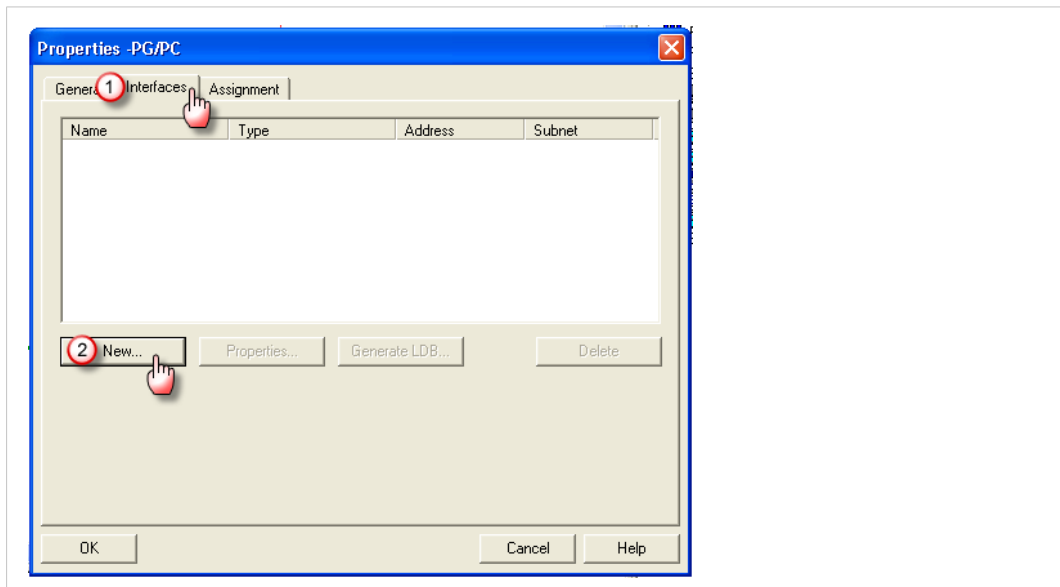 Properties -PG/PC
General 1 Interfaces Assignment
Name Type Address Subnet
2 New... Properties... Generate LDB... Delete
OK Cancel Help